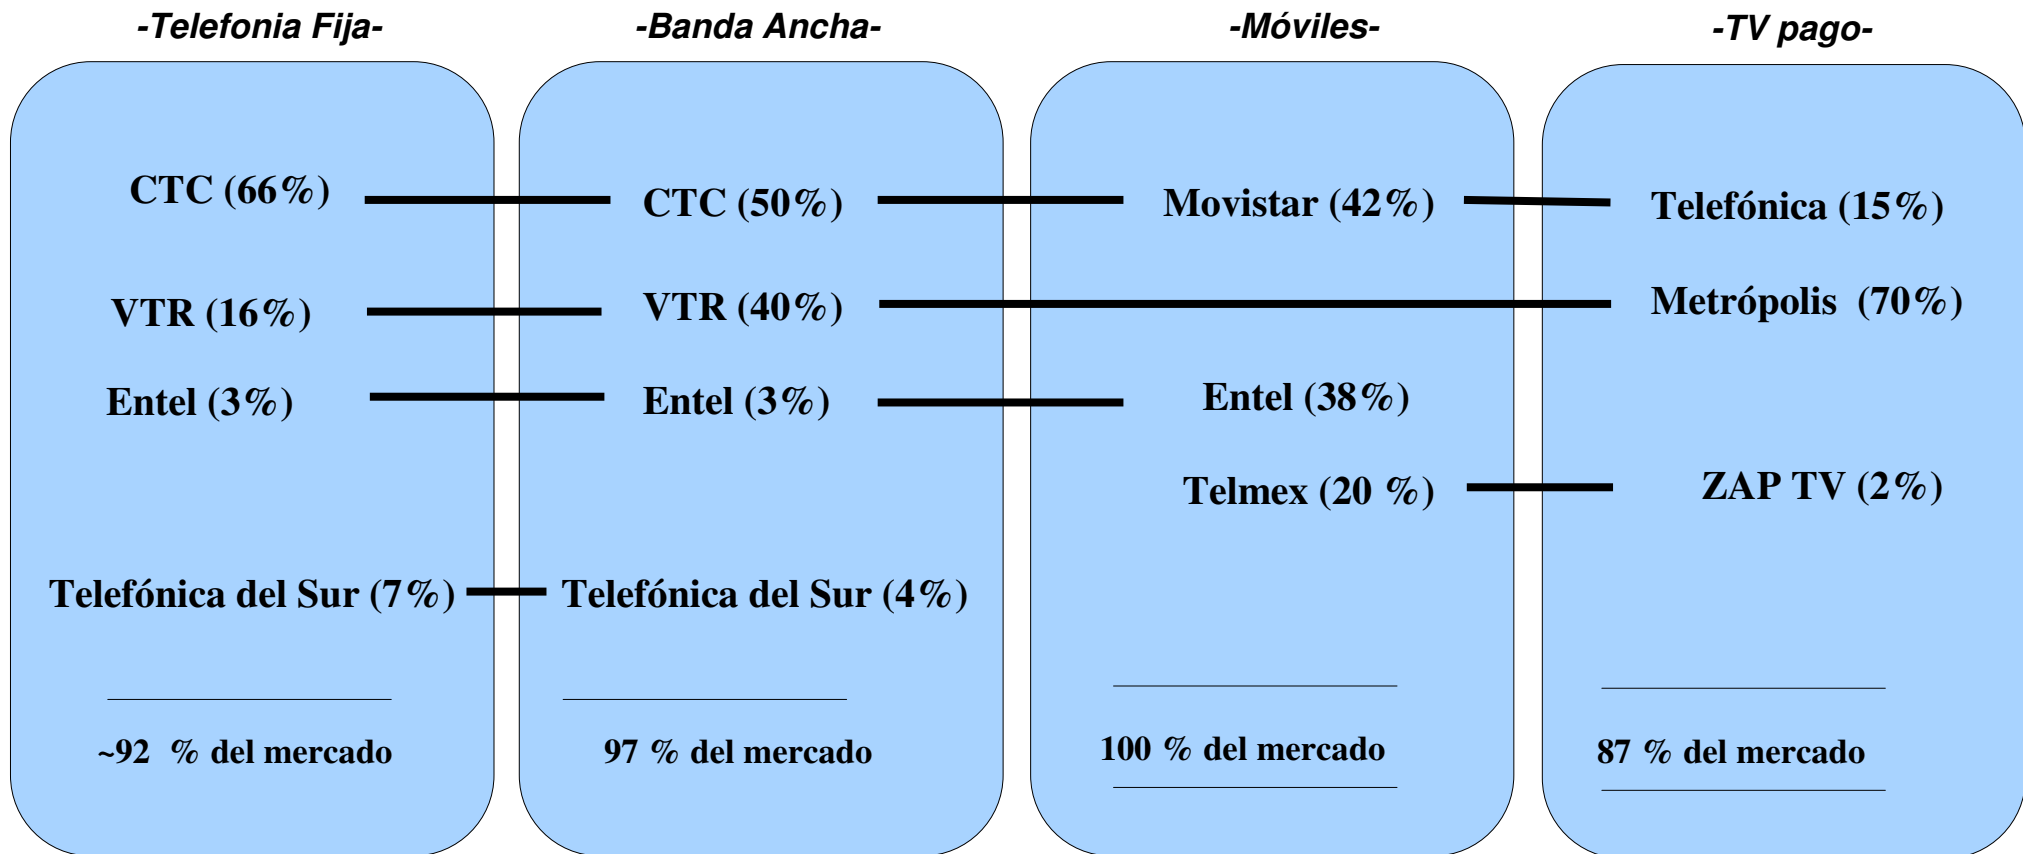 -Telefonia Fija-
CTC (66%)
VTR (16%)
Entel (3%)
Telefónica del Sur (7%)
~92 % del mercado
-Banda Ancha-
CTC (50%)
VTR (40%)
Entel (3%)
Telefónica del Sur (4%)
97 % del mercado
-Móviles-
Movistar (42%)
Entel (38%)
Telmex (20 %)
100 % del mercado
-TV pago-
Telefónica (15%)
Metrópolis (70%)
ZAP TV (2%)
87 % del mercado